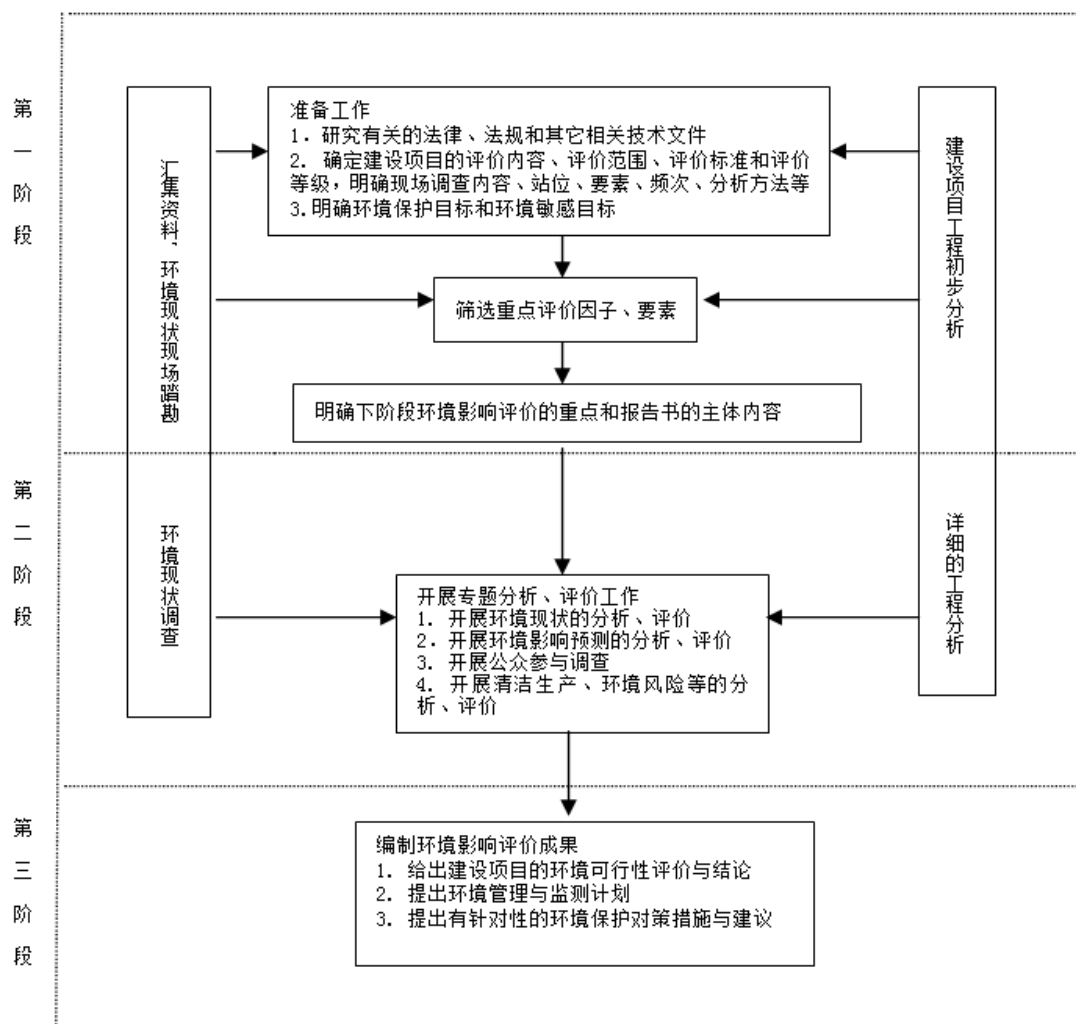 第一阶段
汇集资料、环境现状现场踏勘
准备工作
1. 研究有关的法律、法规和其它相关技术文件
2. 确定建设项目的评价内容、评价范围、评价标准和评价
等级，明确现场调查内容、站位、要素、频次、分析方法等
3.明确环境保护目标和环境敏感目标
建设项目工程初步分析
筛选重点评价因子、要素
明确下阶段环境影响评价的重点和报告书的主体内容
第二阶段
环境现状调查
开展专题分析、评价工作
1. 开展环境现状的分析、评价
2. 开展环境影响预测的分析、评价
3. 开展公众参与调查
4. 开展清洁生产、环境风险等的分
析、评价
详细的工程分析
第三阶段
编制环境影响评价成果
1. 给出建设项目的环境可行性评价与结论
2. 提出环境管理与监测计划
3. 提出有针对性的环境保护对策措施与建议